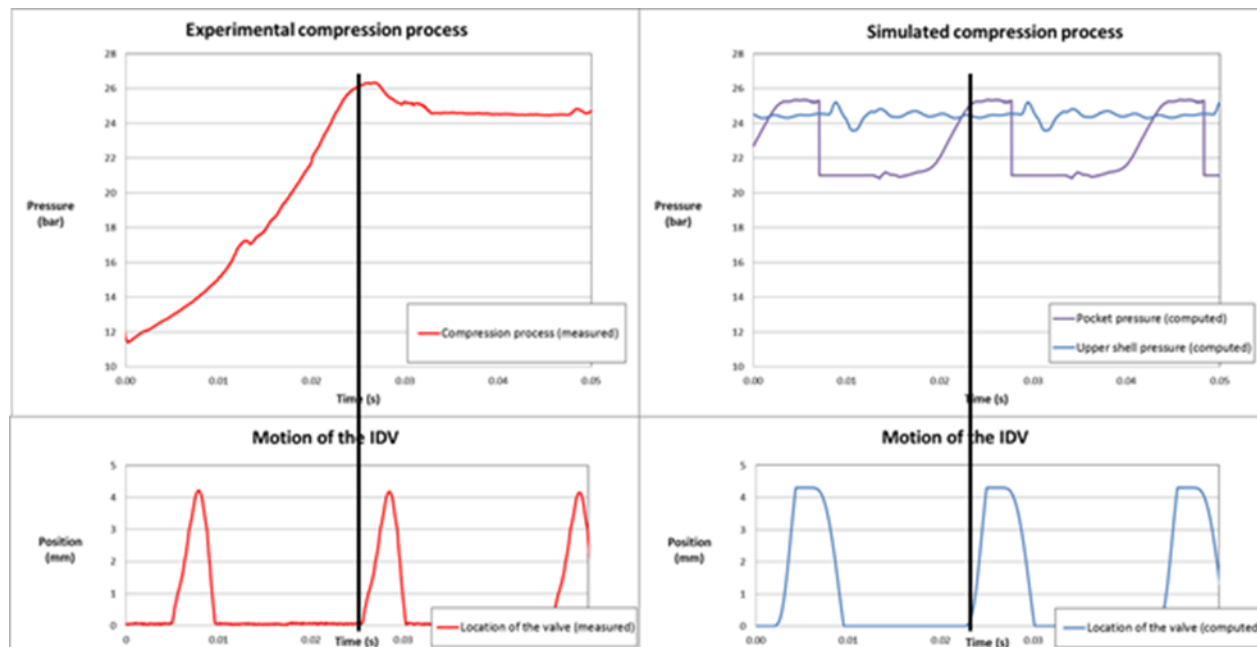 Experimental compression process
28
26
24
22
20
18
16
14
12
10
Pressure
(bar)
0.00 0.01 0.02 0.03 0.04 0.05
Time (s)
Compression process (measured)
Simulated compression process
28
26
24
22
20
18
16
14
12
10
Pressure
(bar)
0.00 0.01 0.02 0.03 0.04 0.05
Time (s)
Pocket pressure (computed)
Upper shell pressure (computed)
Motion of the IDV
5
4
3
2
1
0
Position
(mm)
0 0.01 0.02 0.03
Time (s)
Location of the valve (measured)
Motion of the IDV
5
4
3
2
1
0
Position
(mm)
0.00 0.01 0.02 0.03
Time (s)
Location of the valve (computed)